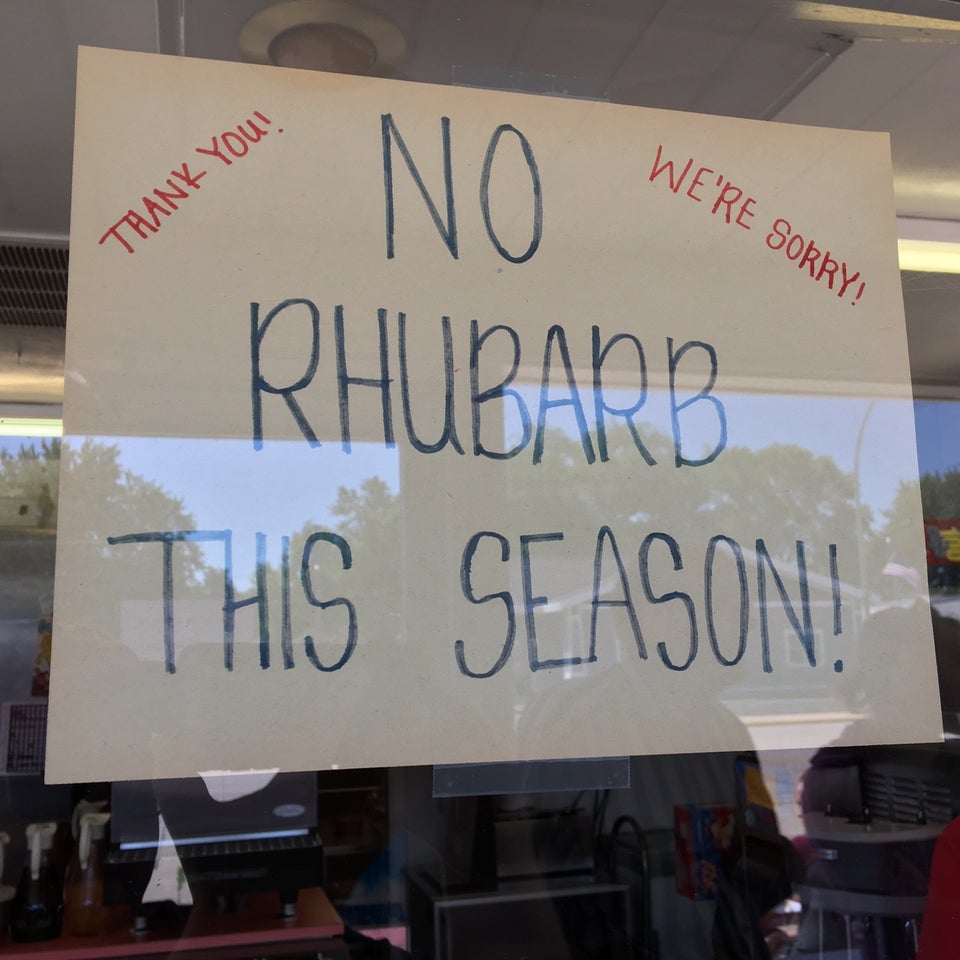 THANK YOU!
WE'RE SORRY!
NO
RHUBARB
THIS SEASON!